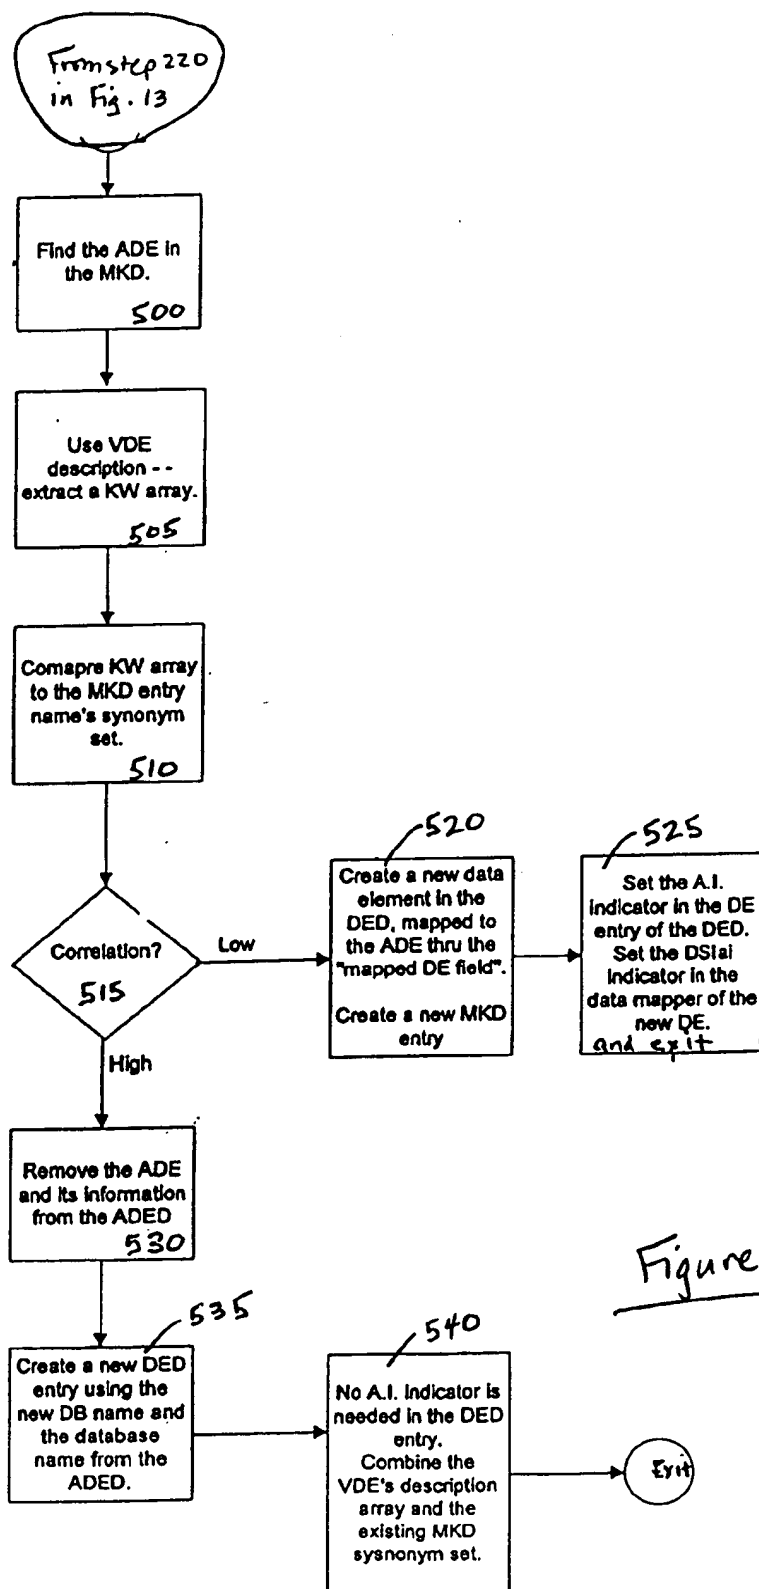 From step 220
in Fig. 13
Find the ADE in
the MKD.
500
Use VDE
description - -
extract a KW array.
505
Comapre KW array
to the MKD entry
name's synonym
set.
510
Correlation?
515
Low
High
520
Create a new data
element in the
DED, mapped to
the ADE thru the
"mapped DE field".
Create a new MKD
entry
525
Set the A.I.
indicator in the DE
entry of the DED.
Set the DSIai
indicator in the
data mapper of the
new DE.
and exit
Remove the ADE
and its information
from the ADED
530
Figure
535
Create a new DED
entry using the
new DB name and
the database
name from the
ADED.
540
No A.I. indicator is
needed in the DED
entry.
Combine the
VDE's description
array and the
existing MKD
sysnonym set.
Exit